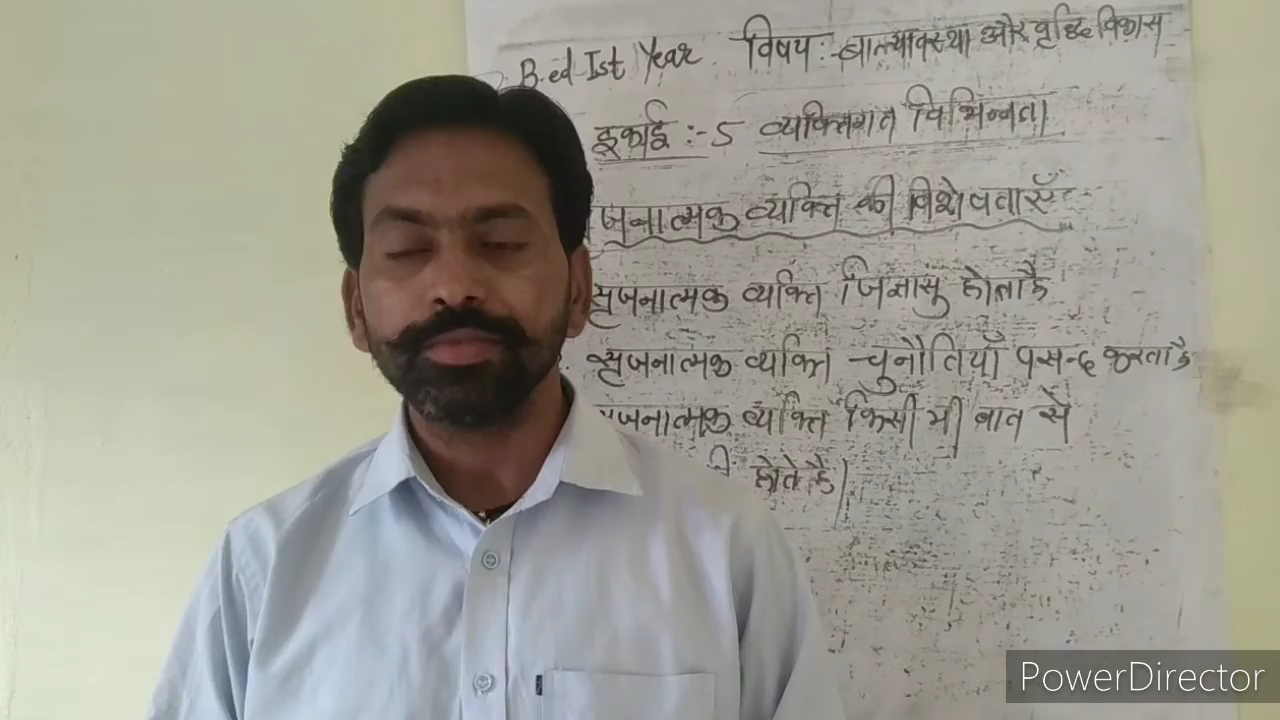 B.ed Ist Year विषय :- बाल्यावस्था और वृद्धि विकास
इकाई :- 5 व्यक्तिगत विभिन्नता
जनात्मक व्यक्ति की विशेषताएँ
सृजनात्मक व्यक्ति जिज्ञासु होता है
सृजनात्मक व्यक्ति चुनौतियाँ पसन्द करता है
जनात्मक व्यक्ति किसी भी बात से
होते है।
PowerDirector